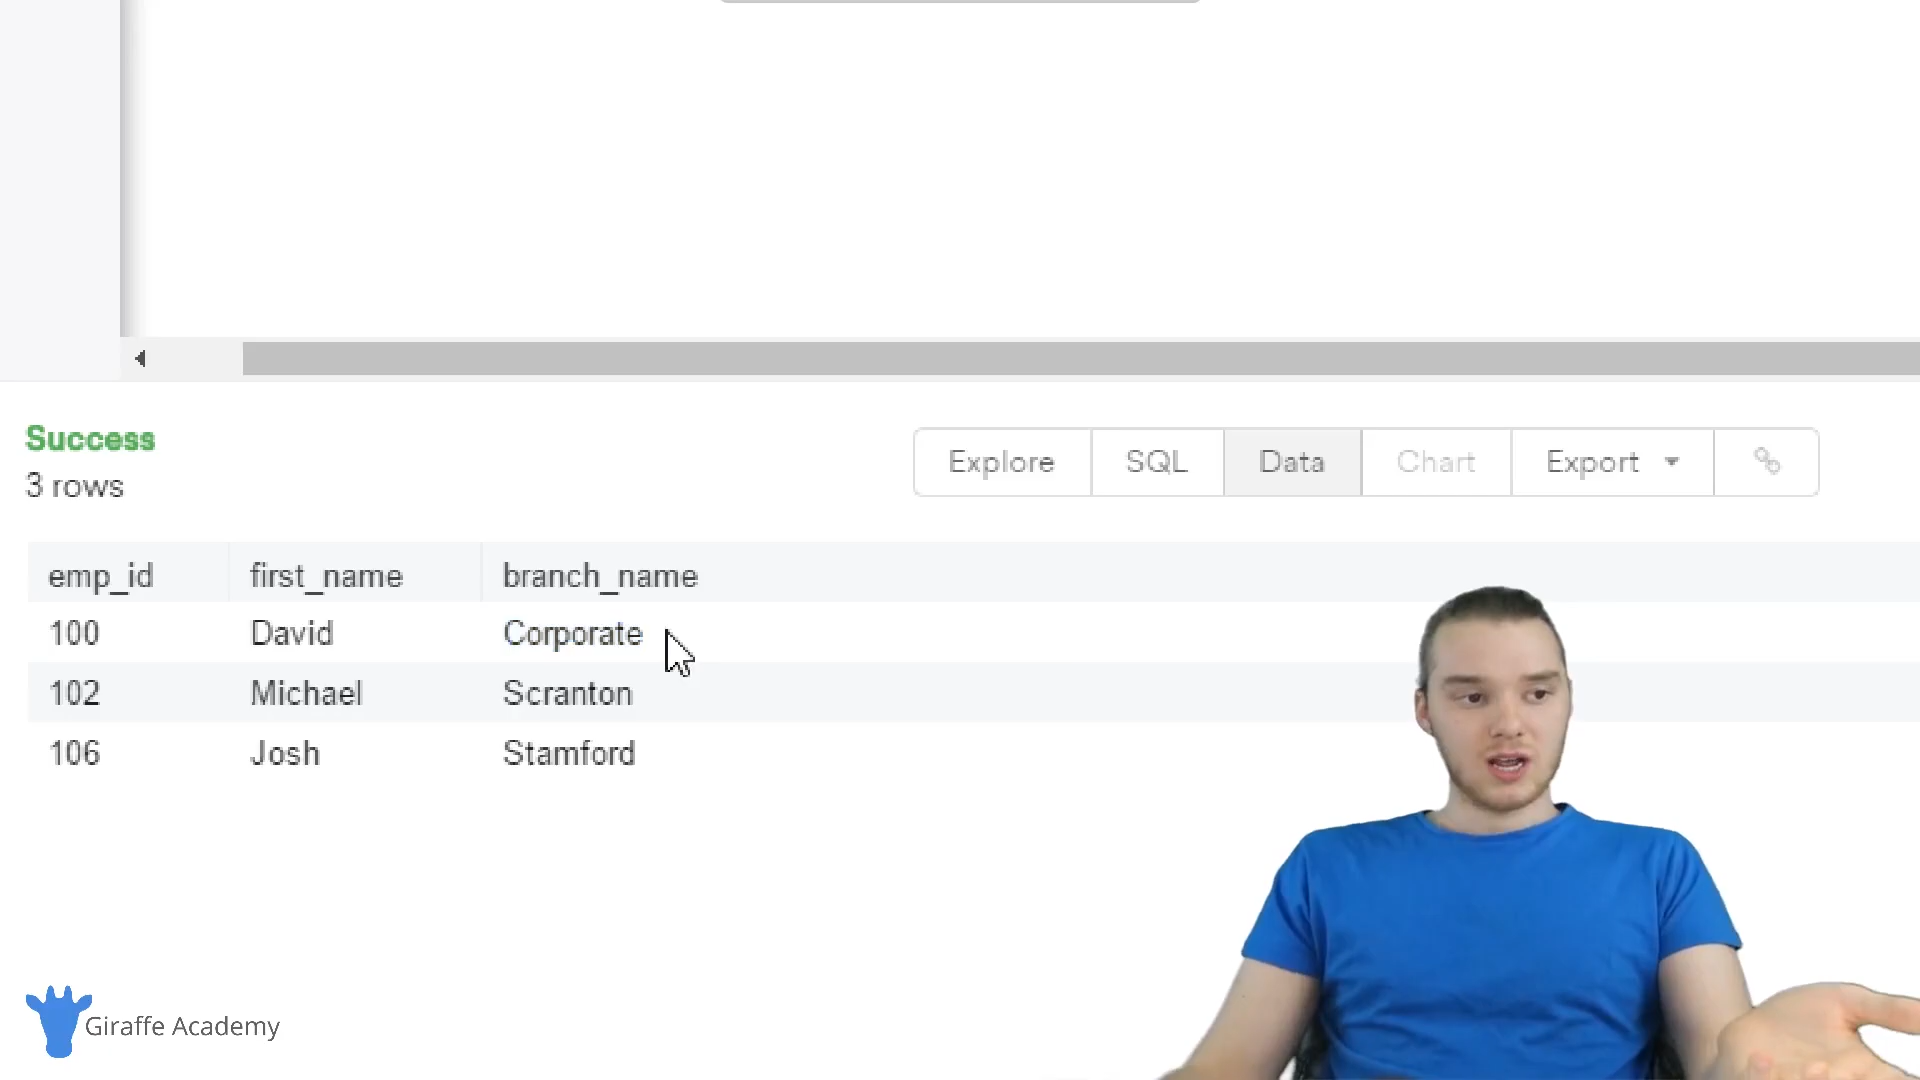 Success
3 rows
Explore SQL Data Chart Export
emp_id first_name branch_name
100 David Corporate
102 Michael Scranton
106 Josh Stamford
Giraffe Academy